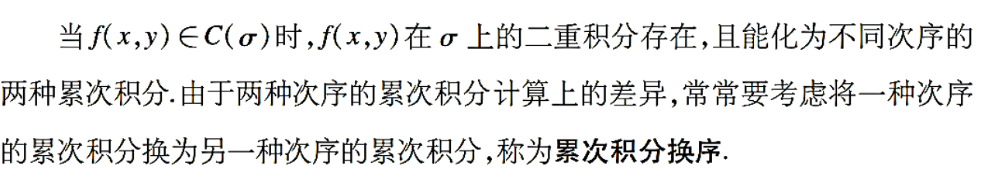 当 f(x,y)∈C(σ)时,f(x,y)在 σ 上的二重积分存在,且能化为不同次序的
两种累次积分.由于两种次序的累次积分计算上的差异,常常要考虑将一种次序
的累次积分换为另一种次序的累次积分,称为累次积分换序.